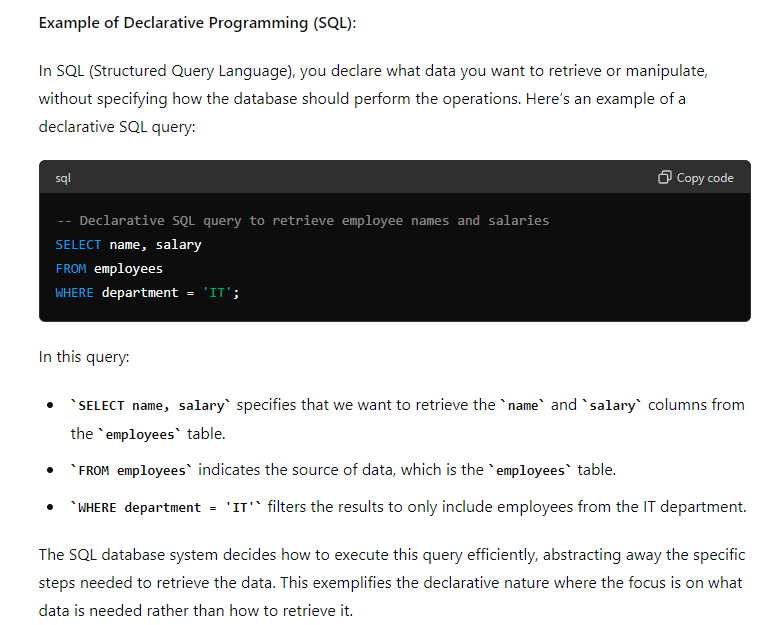 Example of Declarative Programming (SQL):
In SQL (Structured Query Language), you declare what data you want to retrieve or manipulate,
without specifying how the database should perform the operations. Here's an example of a
declarative SQL query:
sql
Copy code
-- Declarative SQL query to retrieve employee names and salaries
SELECT name, salary
FROM employees
WHERE department = 'IT';
In this query:
• `SELECT name, salary` specifies that we want to retrieve the `name` and `salary` columns from
the `employees` table.
• `FROM employees` indicates the source of data, which is the `employees` table.
• `WHERE department = 'IT'` filters the results to only include employees from the IT department.
The SQL database system decides how to execute this query efficiently, abstracting away the specific
steps needed to retrieve the data. This exemplifies the declarative nature where the focus is on what
data is needed rather than how to retrieve it.